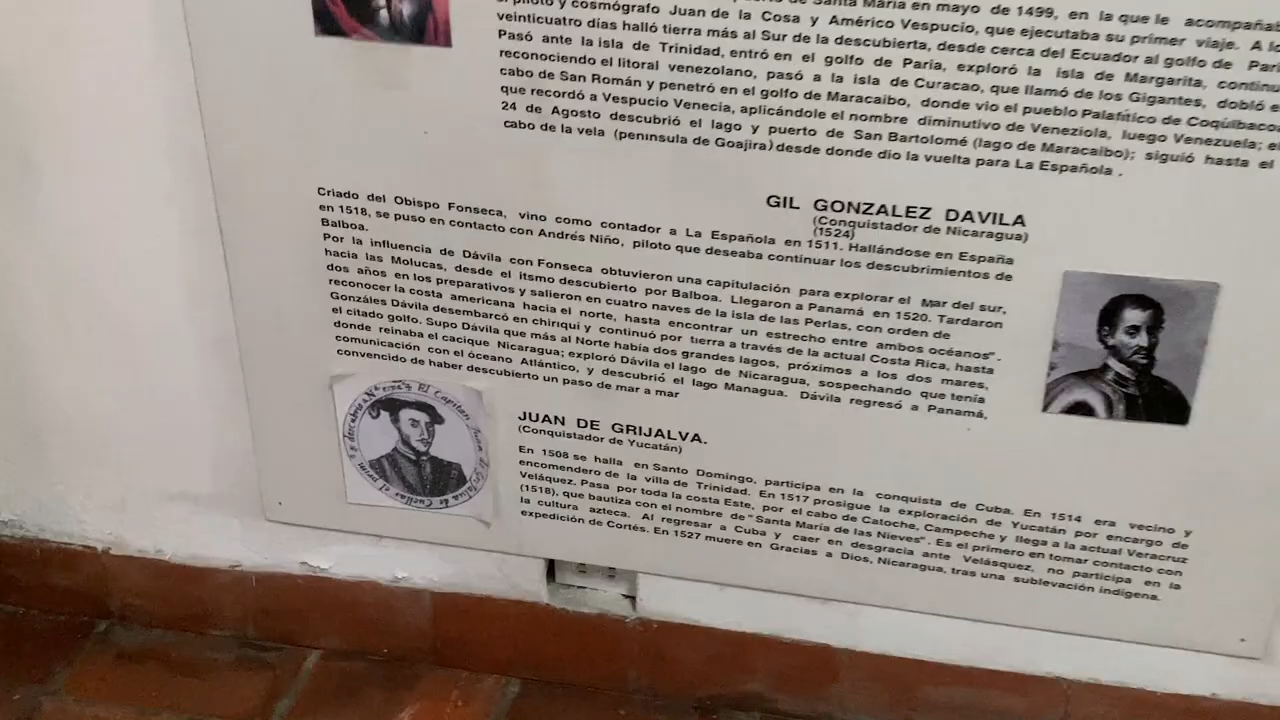 y cosmógrafo Juan de la Cosa y Américo Vespucio, que ejecutaba su primer viaje. A
Santa María en mayo de 1499, en la que le acompaña
veinticuatro días halló tierra más al Sur de la descubierta, desde cerca del Ecuador al golfo de
Pasó ante la isla de Trinidad, entró en el golfo de Paria, exploró la isla de Margarita,
reconociendo el litoral venezolano, pasó a la isla de Curacao, que llamó de los Gigantes, dobló
cabo de San Román y penetró en el golfo de Maracaibo, donde vio el pueblo Palafítico de
que recordó a Vespucio Venecia, aplicándole el nombre diminutivo de Veneziola, luego Venezuela; el
24 de Agosto descubrió el lago y puerto de San Bartolomé (lago de Maracaibo); siguió hasta el
cabo de la vela (peninsula de Goajira) desde donde dio la vuelta para La Española .
GIL GONZALEZ DAVILA
(Conquistador de Nicaragua)
(1524)
Criado del Obispo Fonseca, vino como contador a La Española en 1511. Hallándose en España
en 1518, se puso en contacto con Andrés Niño, piloto que deseaba continuar los descubrimientos de
Balboa.
Por la influencia de Dávila con Fonseca obtuvieron una capitulación para explorar el Mar del sur,
hacia las Molucas, desde el itsmo descubierto por Balboa. Llegaron a Panamá en 1520. Tardaron
dos años en los preparativos y salieron en cuatro naves de la isla de las Perlas, con orden de
reconocer la costa americana hacia el norte, hasta encontrar un estrecho entre ambos océanos".
Gonzáles Dávila desembarcó en chiriqui y continuó por tierra a través de la actual Costa Rica, hasta
el citado golfo. Supo Dávila que más al Norte había dos grandes lagos, próximos a los dos mares,
donde reinaba el cacique Nicaragua; exploró Dávila el lago de Nicaragua, sospechando que tenía
comunicación con el óceano Atlántico, y descubrió el lago Managua. Dávila regresó a Panamá,
convencido de haber descubierto un paso de mar a mar
El Capitan Juan de Grijalva de Cuellar el
JUAN DE GRIJALVA.
(Conquistador de Yucatán)
En 1508 se halla en Santo Domingo, participa en la conquista de Cuba. En 1514 era vecino y
encomendero de la villa de Trinidad. En 1517 prosigue la exploración de Yucatán por encargo de
Velásquez. Pasa por toda la costa Este, por el cabo de Catoche, Campeche y llega a la actual Veracruz
(1518), que bautiza con el nombre de "Santa María de las Nieves". Es el primero en tomar contacto con
la cultura azteca. Al regresar a Cuba y caer en desgracia ante Velásquez, no participa en la
expedición de Cortés. En 1527 muere en Gracias a Dios, Nicaragua, tras una sublevación indígena.